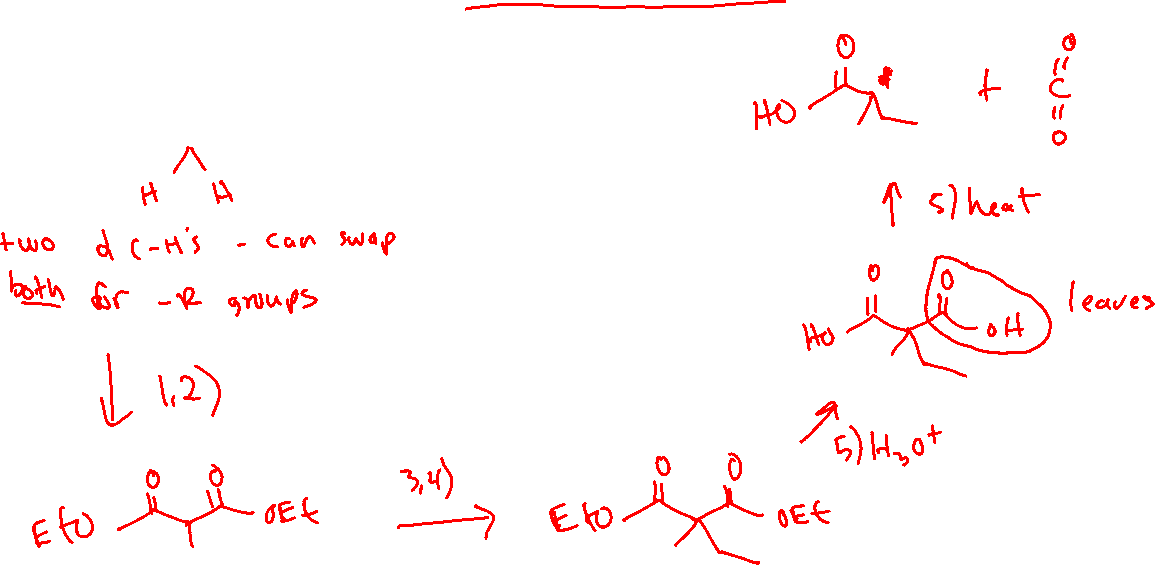 O
O
HO
+
C
O
H H
two α C-H's - can swap
both for -R groups
5) heat
O
O
HO
OH
leaves
1,2)
5) H3O+
O O
EtO
OEt
3,4)
O O
EtO
OEt